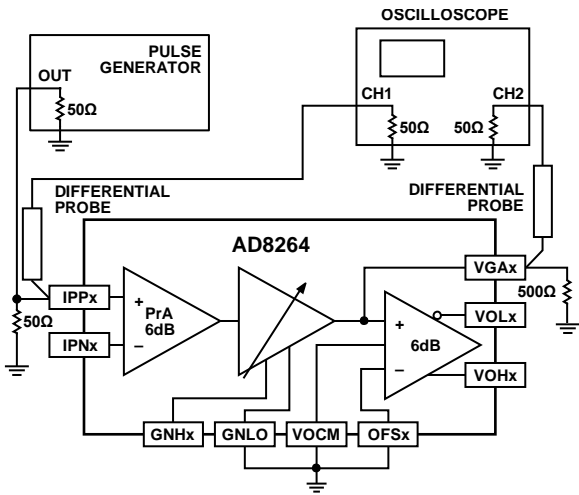 OSCILLOSCOPE
PULSE
GENERATOR
OUT
50Ω
CH1
CH2
50Ω
50Ω
DIFFERENTIAL
PROBE
DIFFERENTIAL
PROBE
AD8264
IPPx
VGAx
+
PrA
6dB
–
50Ω
IPNx
+
6dB
–
500Ω
VOLx
VOHx
GNHx
GNLO
VOCM
OFSx